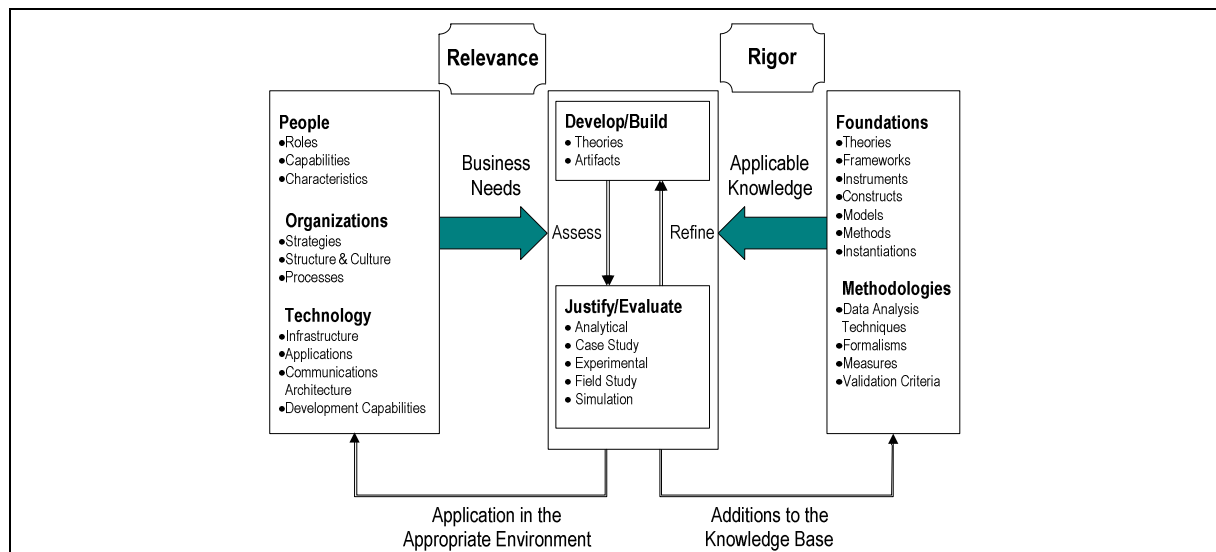 Relevance
Rigor
People
●Roles
●Capabilities
●Characteristics
Organizations
●Strategies
●Structure & Culture
●Processes
Technology
●Infrastructure
●Applications
●Communications
Architecture
●Development Capabilities
Business
Needs
Develop/Build
● Theories
● Artifacts
Assess
Refine
Justify/Evaluate
● Analytical
● Case Study
● Experimental
● Field Study
● Simulation
Applicable
Knowledge
Foundations
●Theories
●Frameworks
●Instruments
●Constructs
●Models
●Methods
●Instantiations
Methodologies
●Data Analysis
Techniques
●Formalisms
●Measures
●Validation Criteria
Application in the
Appropriate Environment
Additions to the
Knowledge Base